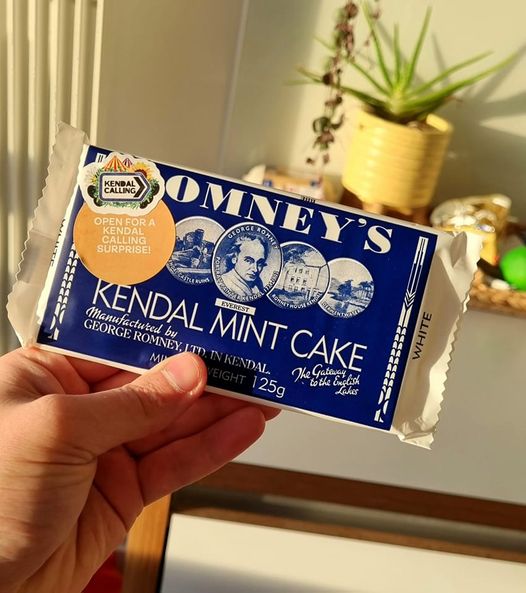 KENDAL
CALLING
OPEN FOR A
KENDAL
CALLING
SURPRISE!
OMNEY'S
GEORGE ROMNEY
EVEREST
KENDAL MINT CAKE
Manufactured by
GEORGE ROMNEY, LTD. IN KENDAL.
The Gateway
to the English
Lakes
WEIGHT 125g
WHITE